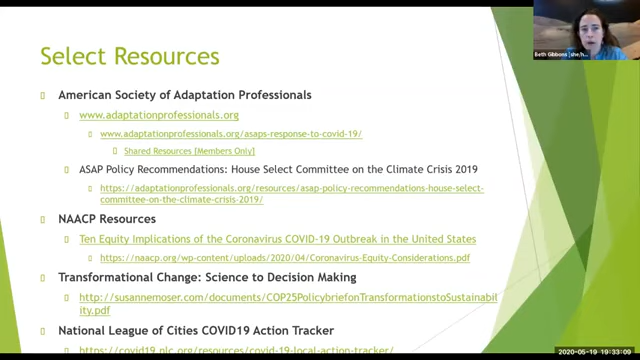 Select Resources
American Society of Adaptation Professionals
www.adaptationprofessionals.org
www.adaptationprofessionals.org/asaps-response-to-covid-19/
Shared Resources [Members Only]
ASAP Policy Recommendations: House Select Committee on the Climate Crisis 2019
https://adaptationprofessionals.org/resources/asap-policy-recommendations-house-select-
committee-on-the-climate-crisis-2019/
NAACP Resources
Ten Equity Implications of the Coronavirus COVID-19 Outbreak in the United States
https://naacp.org/wp-content/uploads/2020/04/Coronavirus-Equity-Considerations.pdf
Transformational Change: Science to Decision Making
http://susannemoser.com/documents/COP25PolicybriefonTransformationstoSustainabil
ity.pdf
National League of Cities COVID19 Action Tracker
https://covid19.nlc.org/resources/covid-19-local-action-tracker/
Beth Gibbons (she/h...
2020-05-19 19:33:09